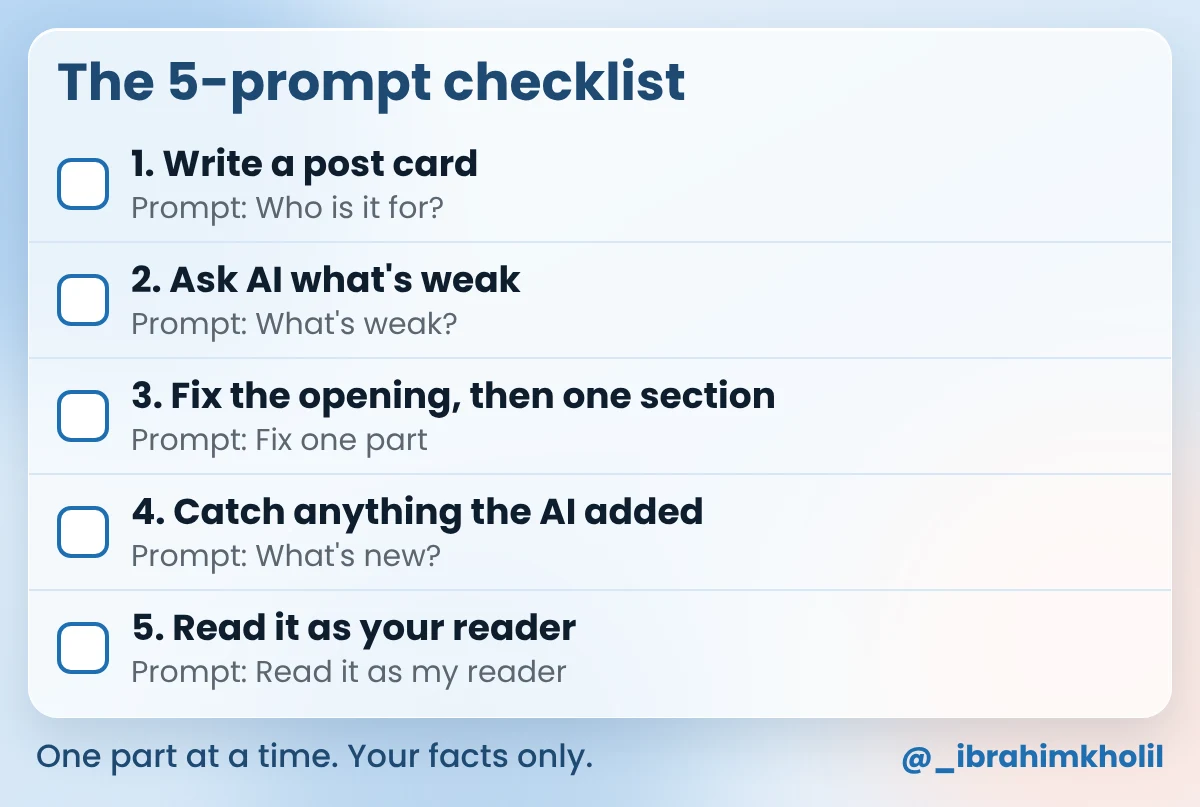 The 5-prompt checklist
1. Write a post card
Prompt: Who is it for?
2. Ask AI what's weak
Prompt: What's weak?
3. Fix the opening, then one section
Prompt: Fix one part
4. Catch anything the AI added
Prompt: What's new?
5. Read it as your reader
Prompt: Read it as my reader
One part at a time. Your facts only.
@_ibrahimkholil